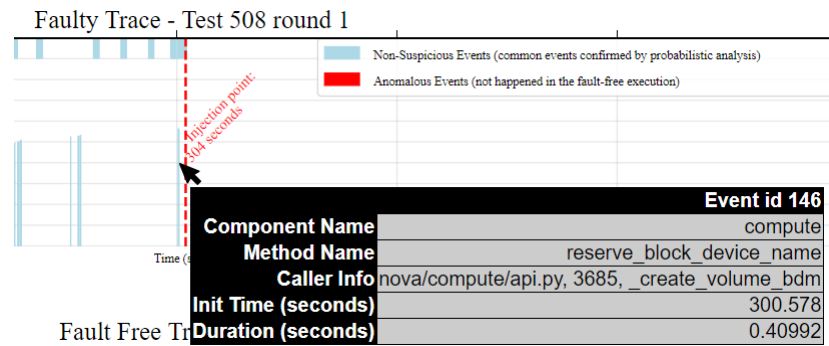 Faulty Trace - Test 508 round 1
Non-Suspicious Events (common events confirmed by probabilistic analysis)
Anomalous Events (not happened in the fault-free execution)
Injection point:
304 seconds
Event id 146
Component Name compute
Method Name reserve_block_device_name
Time (s
Caller Info nova/compute/api.py, 3685, _create_volume_bdm
Init Time (seconds) 300.578
Fault Free Tr
Duration (seconds) 0.40992